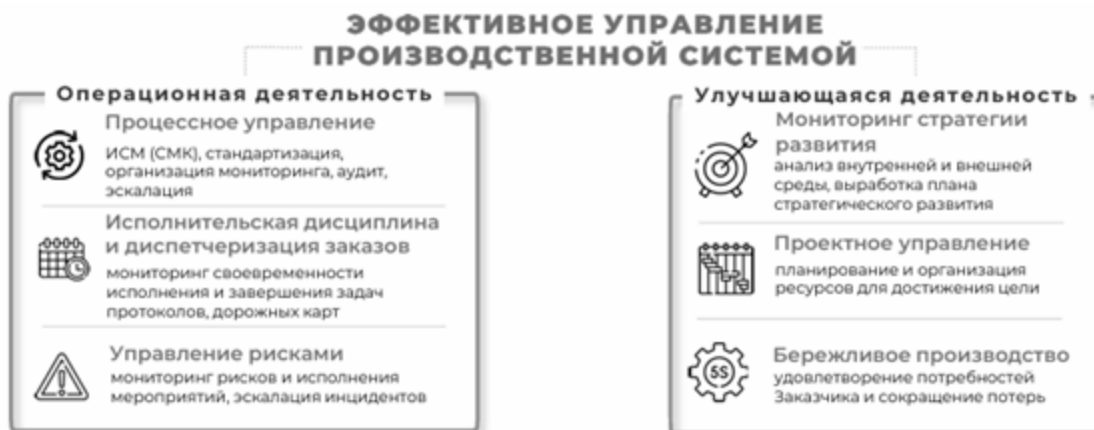 ЭФФЕКТИВНОЕ УПРАВЛЕНИЕ
ПРОИЗВОДСТВЕННОЙ СИСТЕМОЙ
Операционная деятельность
Процессное управление
ИСМ (СМК), стандартизация,
организация мониторинга, аудит,
эскалация
Исполнительская дисциплина
и диспетчеризация заказов
мониторинг своевременности
исполнения и завершения задач
протоколов, дорожных карт
Управление рисками
мониторинг рисков и исполнения
мероприятий, эскалация инцидентов
Улучшающаяся деятельность
Мониторинг стратегии
развития
анализ внутренней и внешней
среды, выработка плана
стратегического развития
Проектное управление
планирование и организация
ресурсов для достижения цели
5S
Бережливое производство
удовлетворение потребностей
Заказчика и сокращение потерь